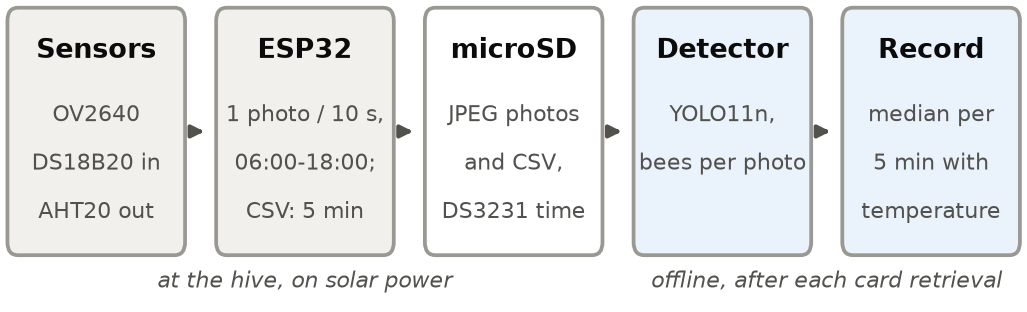 Sensors
OV2640
DS18B20 in
AHT20 out
ESP32
1 photo / 10 s,
06:00-18:00;
CSV: 5 min
microSD
JPEG photos
and CSV,
DS3231 time
Detector
YOLO11n,
bees per photo
Record
median per
5 min with
temperature
at the hive, on solar power
offline, after each card retrieval